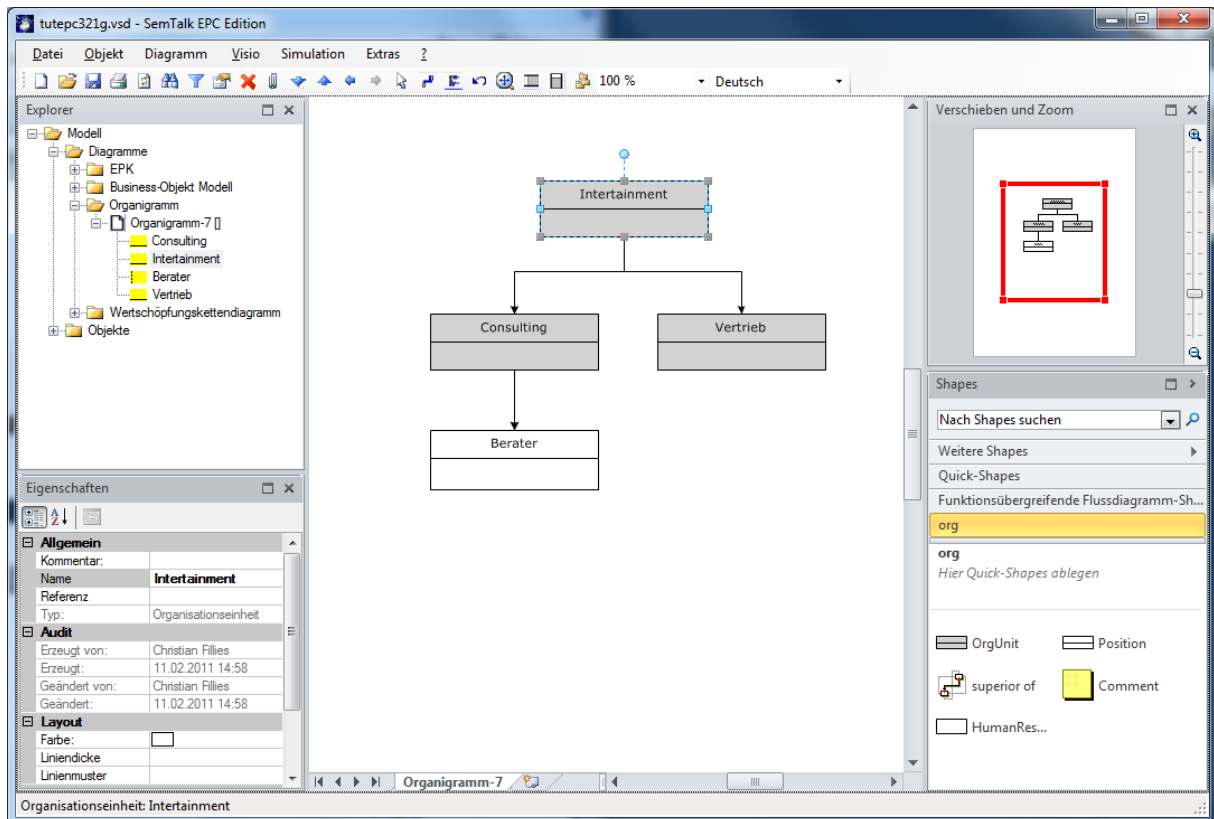 tutepc321g.vsd - SemTalk EPC Edition
Datei Objekt Diagramm Visio Simulation Extras ?
100 % Deutsch
Explorer
Modell
Diagramme
EPK
Business-Objekt Modell
Organigramm
Organigramm-7 []
Consulting
Intertainment
Berater
Vertrieb
Wertschöpfungskettendiagramm
Objekte
Eigenschaften
Allgemein
Kommentar:
Name Intertainment
Referenz
Typ: Organisationseinheit
Audit
Erzeugt von: Christian Fillies
Erzeugt: 11.02.2011 14:58
Geändert von: Christian Fillies
Geändert: 11.02.2011 14:58
Layout
Farbe:
Liniendicke
Linienmuster
Intertainment
Consulting
Vertrieb
Berater
Organigramm-7
Verschieben und Zoom
Shapes
Nach Shapes suchen
Weitere Shapes
Quick-Shapes
Funktionsübergreifende Flussdiagramm-Sh...
org
org
Hier Quick-Shapes ablegen
OrgUnit Position
superior of Comment
HumanRes...
Organisationseinheit: Intertainment